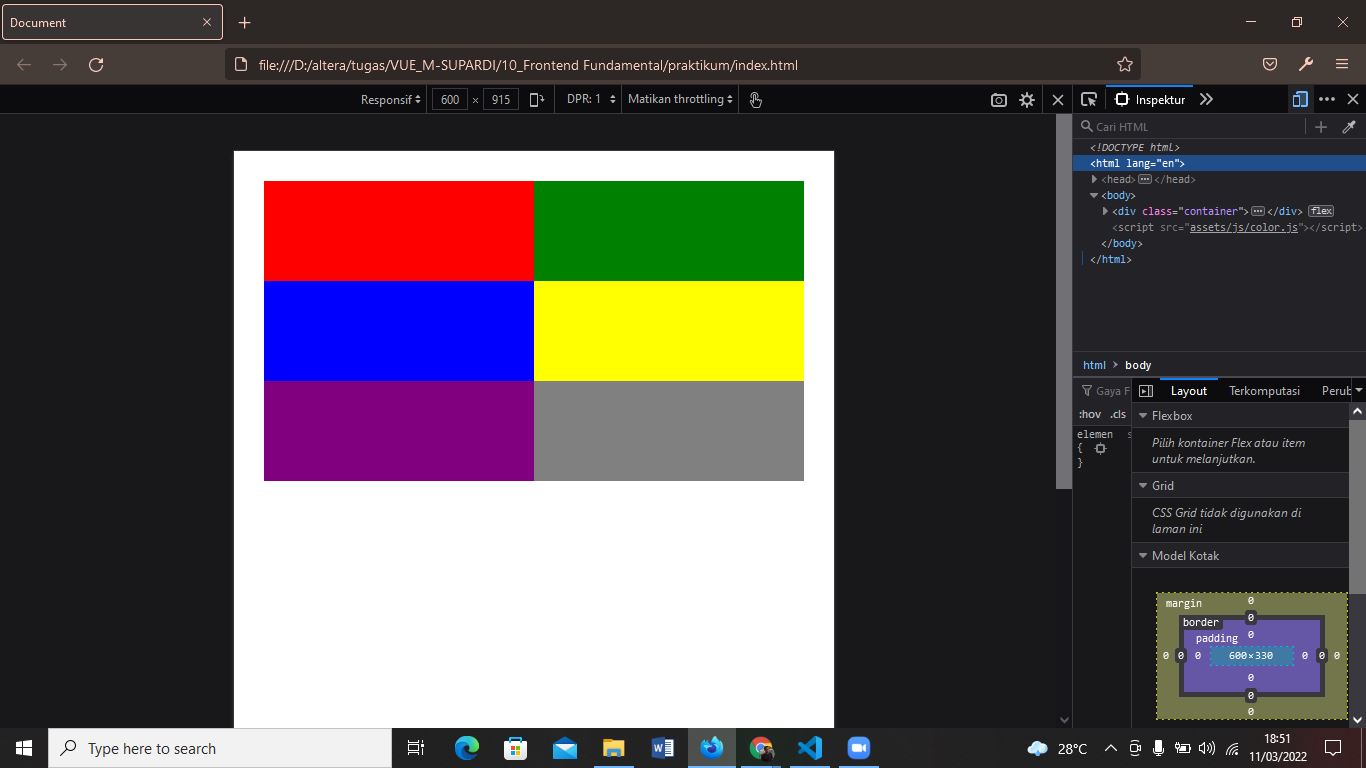 Document
file:///D:/altera/tugas/VUE_M-SUPARDI/10_Frontend Fundamental/praktikum/index.html
Responsif 600 × 915 DPR: 1 Matikan throttling
Inspektur
Cari HTML
<!DOCTYPE html>
<html lang="en">
<head> </head>
<body>
<div class="container"> </div> flex
<script src="assets/js/color.js"></script>
</body>
</html>
html > body
Gaya F
Layout Terkomputasi Perub
:hov .cls
elemen s
{
}
Flexbox
Pilih kontainer Flex atau item
untuk melanjutkan.
Grid
CSS Grid tidak digunakan di
laman ini
Model Kotak
margin 0
border 0
padding 0
0 0 0 600×330 0 0 0
0
0
0
Type here to search
28°C
18:51
11/03/2022